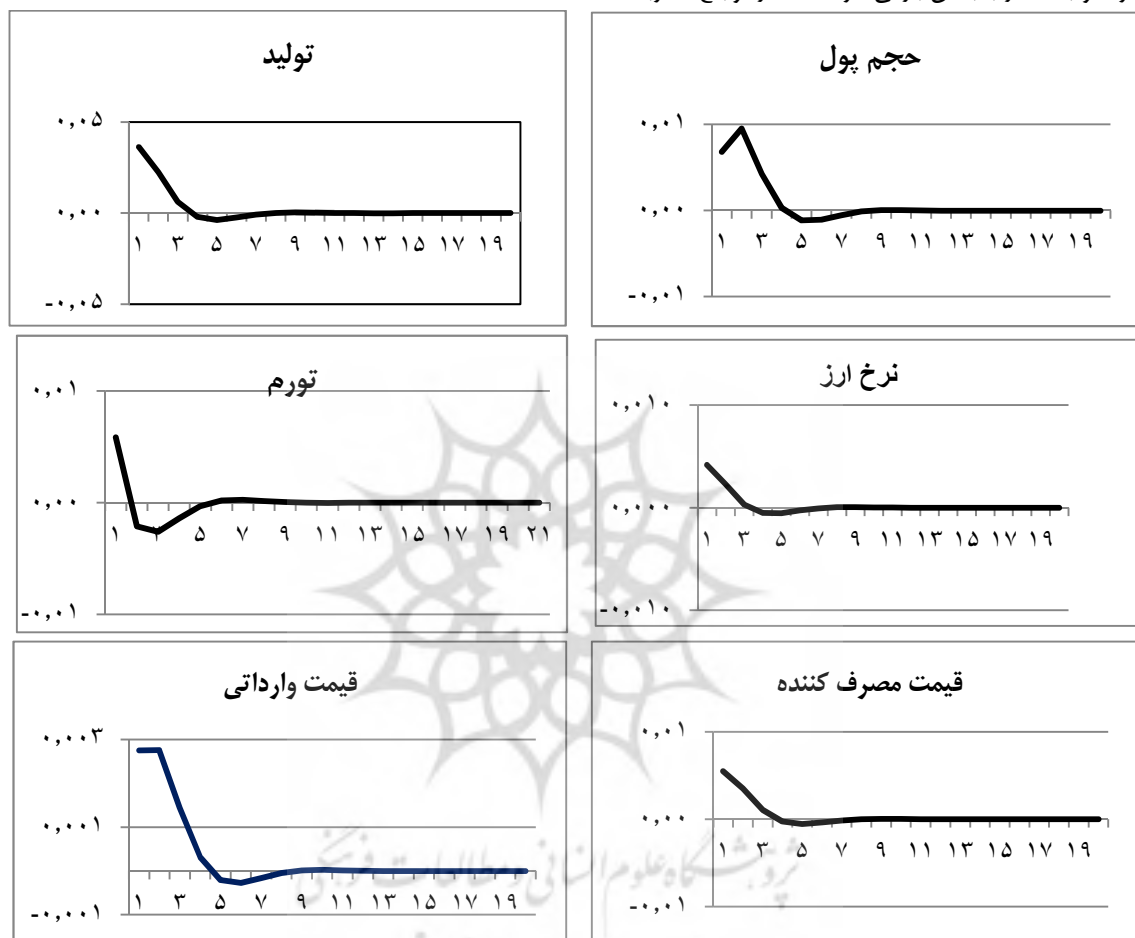 حجم پول
۰,۰۱
۰,۰۰
-۰,۰۱
۱ ۳ ۵ ۷ ۹ ۱۱ ۱۳ ۱۵ ۱۷ ۱۹
تولید
۰,۰۵
۰,۰۰
-۰,۰۵
۱ ۳ ۵ ۷ ۹ ۱۱ ۱۳ ۱۵ ۱۷ ۱۹
نرخ ارز
۰,۰۱۰
۰,۰۰۰
-۰,۰۱۰
۱ ۳ ۵ ۷ ۹ ۱۱ ۱۳ ۱۵ ۱۷ ۱۹
تورم
۰,۰۱
۰,۰۰
-۰,۰۱
۱ ۳ ۵ ۷ ۹ ۱۱ ۱۳ ۱۵ ۱۷ ۱۹ ۲۱
قیمت مصرف کننده
۰,۰۱
۰,۰۰
-۰,۰۱
۱ ۳ ۵ ۷ ۹ ۱۱ ۱۳ ۱۵ ۱۷ ۱۹
قیمت وارداتی
۰,۰۰۳
۰,۰۰۱
-۰,۰۰۱
۱ ۳ ۵ ۷ ۹ ۱۱ ۱۳ ۱۵ ۱۷ ۱۹
پژوهشگاه علوم انسانی و مطالعات فرهنگی